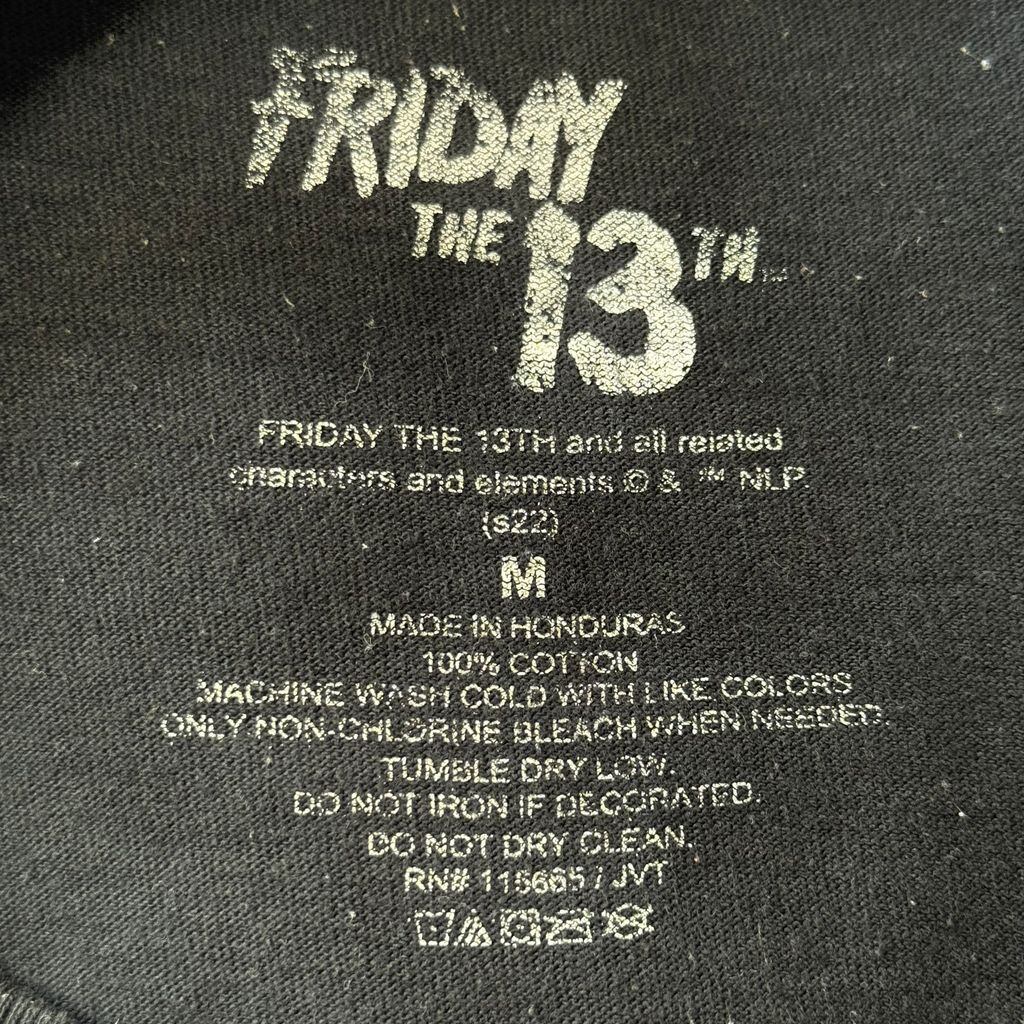 FRIDAY
THE 13TH™
FRIDAY THE 13TH and all related
characters and elements © & ™ NLP
(s22)
M
MADE IN HONDURAS
100% COTTON
MACHINE WASH COLD WITH LIKE COLORS
ONLY NON-CHLORINE BLEACH WHEN NEEDED.
TUMBLE DRY LOW.
DO NOT IRON IF DECORATED.
DO NOT DRY CLEAN.
RN# 115665 / JVT